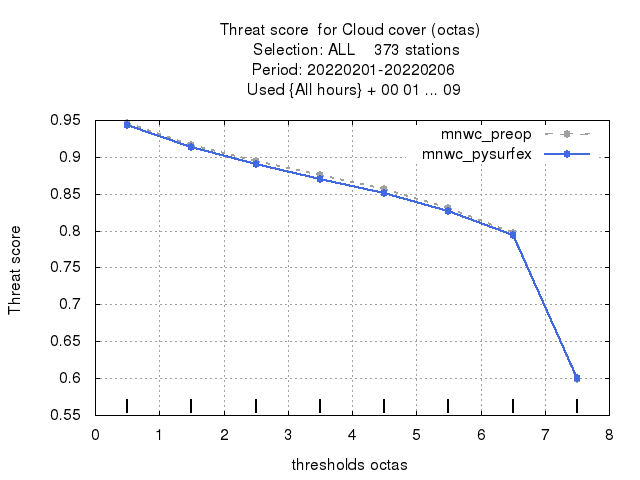 Threat score  for Cloud cover (octas)
Selection: ALL    373 stations
Period: 20220201-20220206
Used {All hours} + 00 01 ... 09
mnwc_preop
mnwc_pysurfex
0.95
0.9
0.85
0.8
0.75
0.7
0.65
0.6
0.55
Threat score
0 1 2 3 4 5 6 7 8
thresholds octas